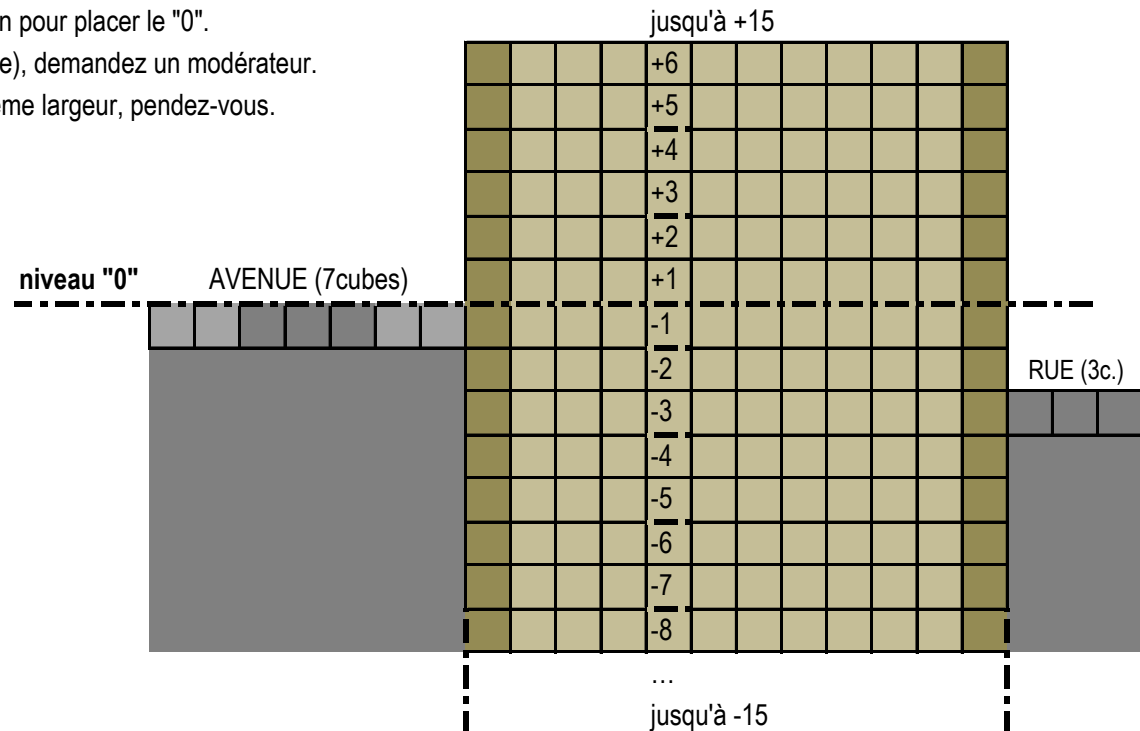 n pour placer le "0".
jusqu'à +15
e), demandez un modérateur.
ême largeur, pendez-vous.
+6
+5
+4
+3
+2
niveau "0" AVENUE (7cubes) +1
-1
-2 RUE (3c.)
-3
-4
-5
-6
-7
-8
…
jusqu'à -15